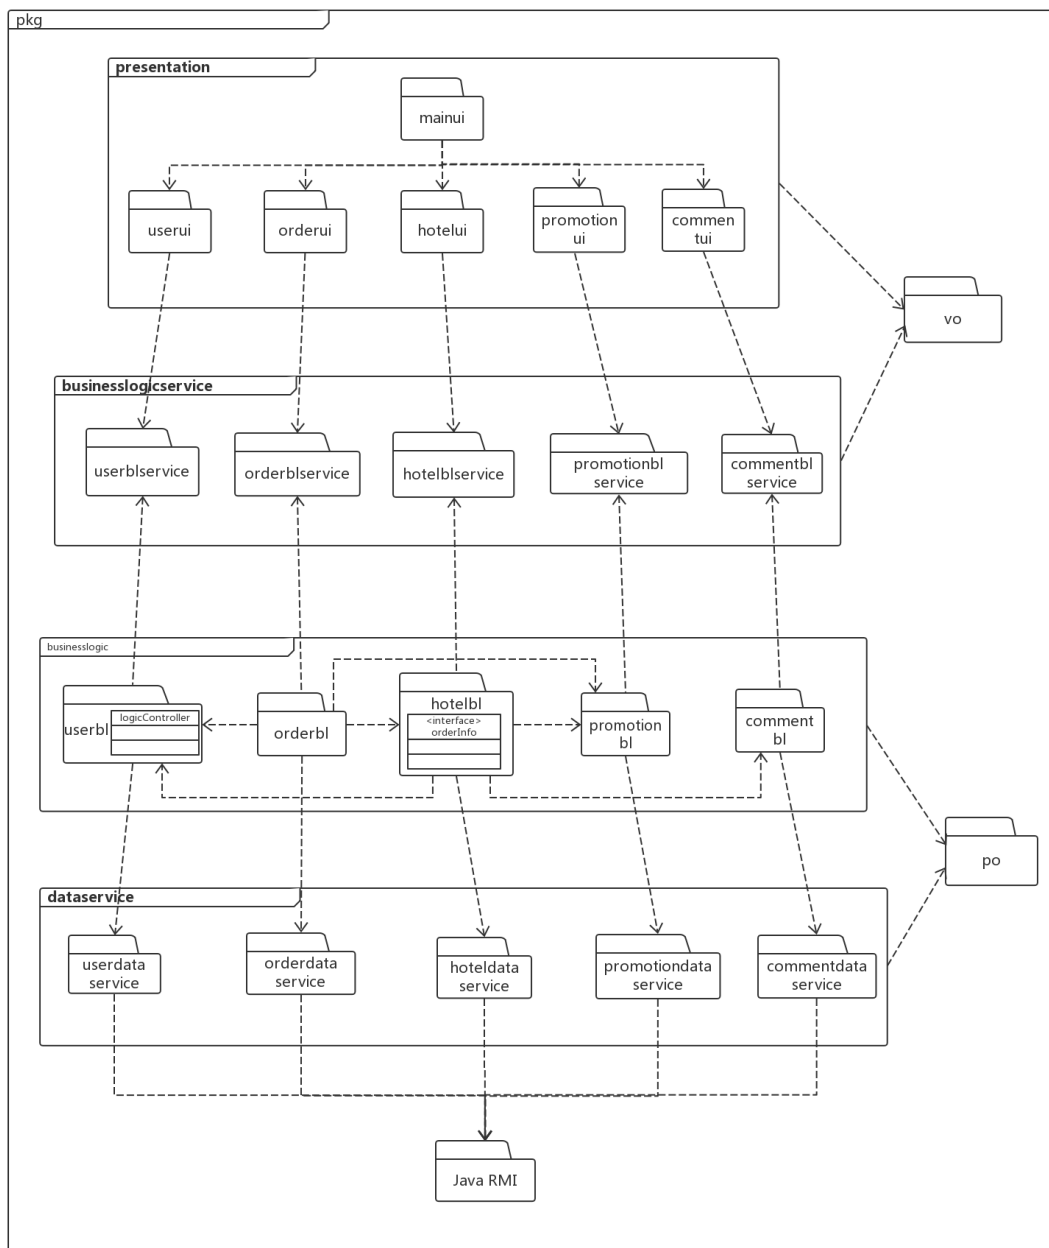 pkg
presentation
mainui
userui
orderui
hotelui
promotion
ui
commen
tui
vo
businesslogicservice
userblservice
orderblservice
hotelblservice
promotionbl
service
commentbl
service
businesslogic
userbl
logicController
orderbl
hotelbl
<interface>
orderInfo
promotion
bl
comment
bl
po
dataservice
userdata
service
orderdata
service
hoteldata
service
promotiondata
service
commentdata
service
Java RMI